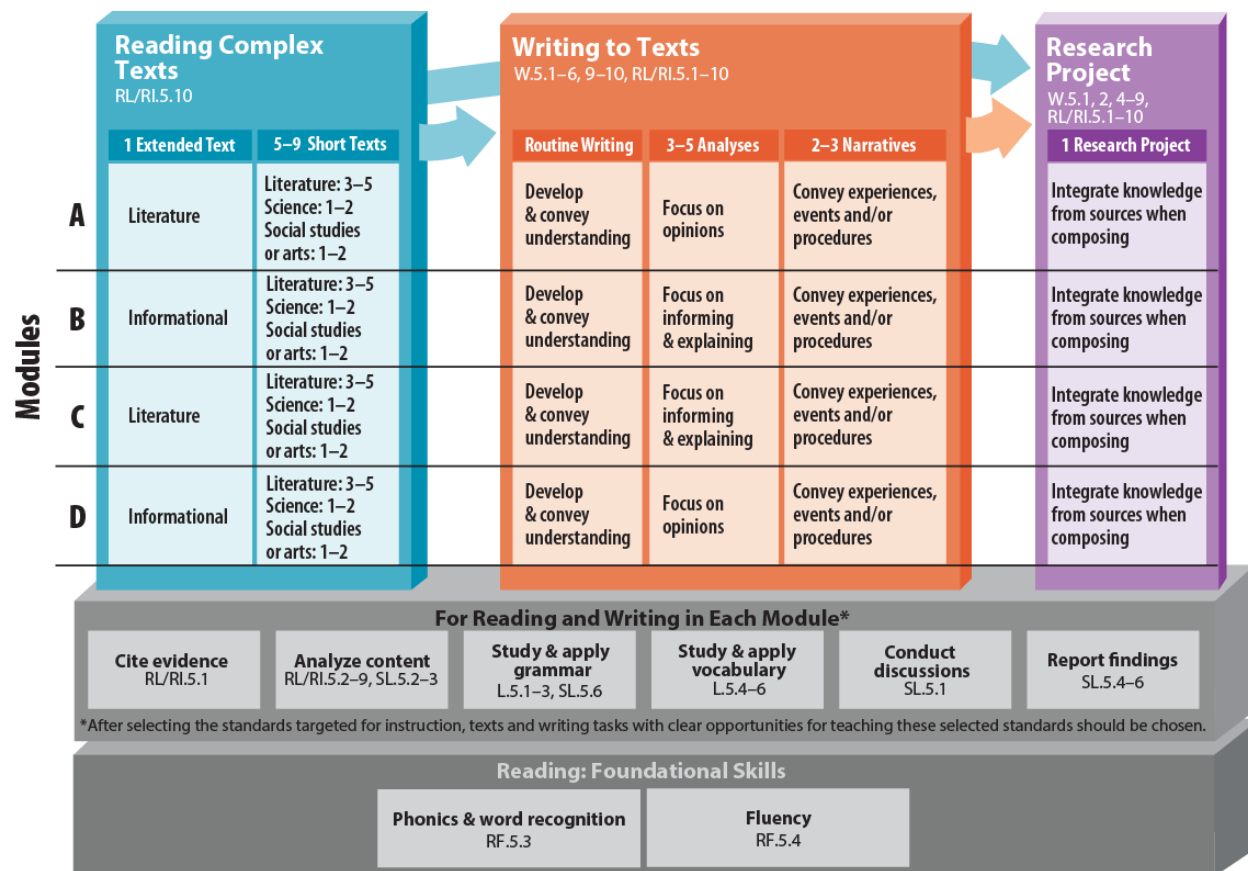 Reading Complex
Texts
RL/RI.5.10
Writing to Texts
W.5.1–6, 9–10, RL/RI.5.1–10
Research
Project
W.5.1, 2, 4–9,
RL/RI.5.1–10
1 Extended Text
5–9 Short Texts
Routine Writing
3–5 Analyses
2–3 Narratives
1 Research Project
Modules
A
Literature
Literature: 3–5
Science: 1–2
Social studies
or arts: 1–2
Develop
& convey
understanding
Focus on
opinions
Convey experiences,
events and/or
procedures
Integrate knowledge
from sources when
composing
B
Informational
Literature: 3–5
Science: 1–2
Social studies
or arts: 1–2
Develop
& convey
understanding
Focus on
informing
& explaining
Convey experiences,
events and/or
procedures
Integrate knowledge
from sources when
composing
C
Literature
Literature: 3–5
Science: 1–2
Social studies
or arts: 1–2
Develop
& convey
understanding
Focus on
informing
& explaining
Convey experiences,
events and/or
procedures
Integrate knowledge
from sources when
composing
D
Informational
Literature: 3–5
Science: 1–2
Social studies
or arts: 1–2
Develop
& convey
understanding
Focus on
opinions
Convey experiences,
events and/or
procedures
Integrate knowledge
from sources when
composing
For Reading and Writing in Each Module*
Cite evidence
RL/RI.5.1
Analyze content
RL/RI.5.2–9, SL.5.2–3
Study & apply
grammar
L.5.1–3, SL.5.6
Study & apply
vocabulary
L.5.4–6
Conduct
discussions
SL.5.1
Report findings
SL.5.4–6
*After selecting the standards targeted for instruction, texts and writing tasks with clear opportunities for teaching these selected standards should be chosen.
Reading: Foundational Skills
Phonics & word recognition
RF.5.3
Fluency
RF.5.4